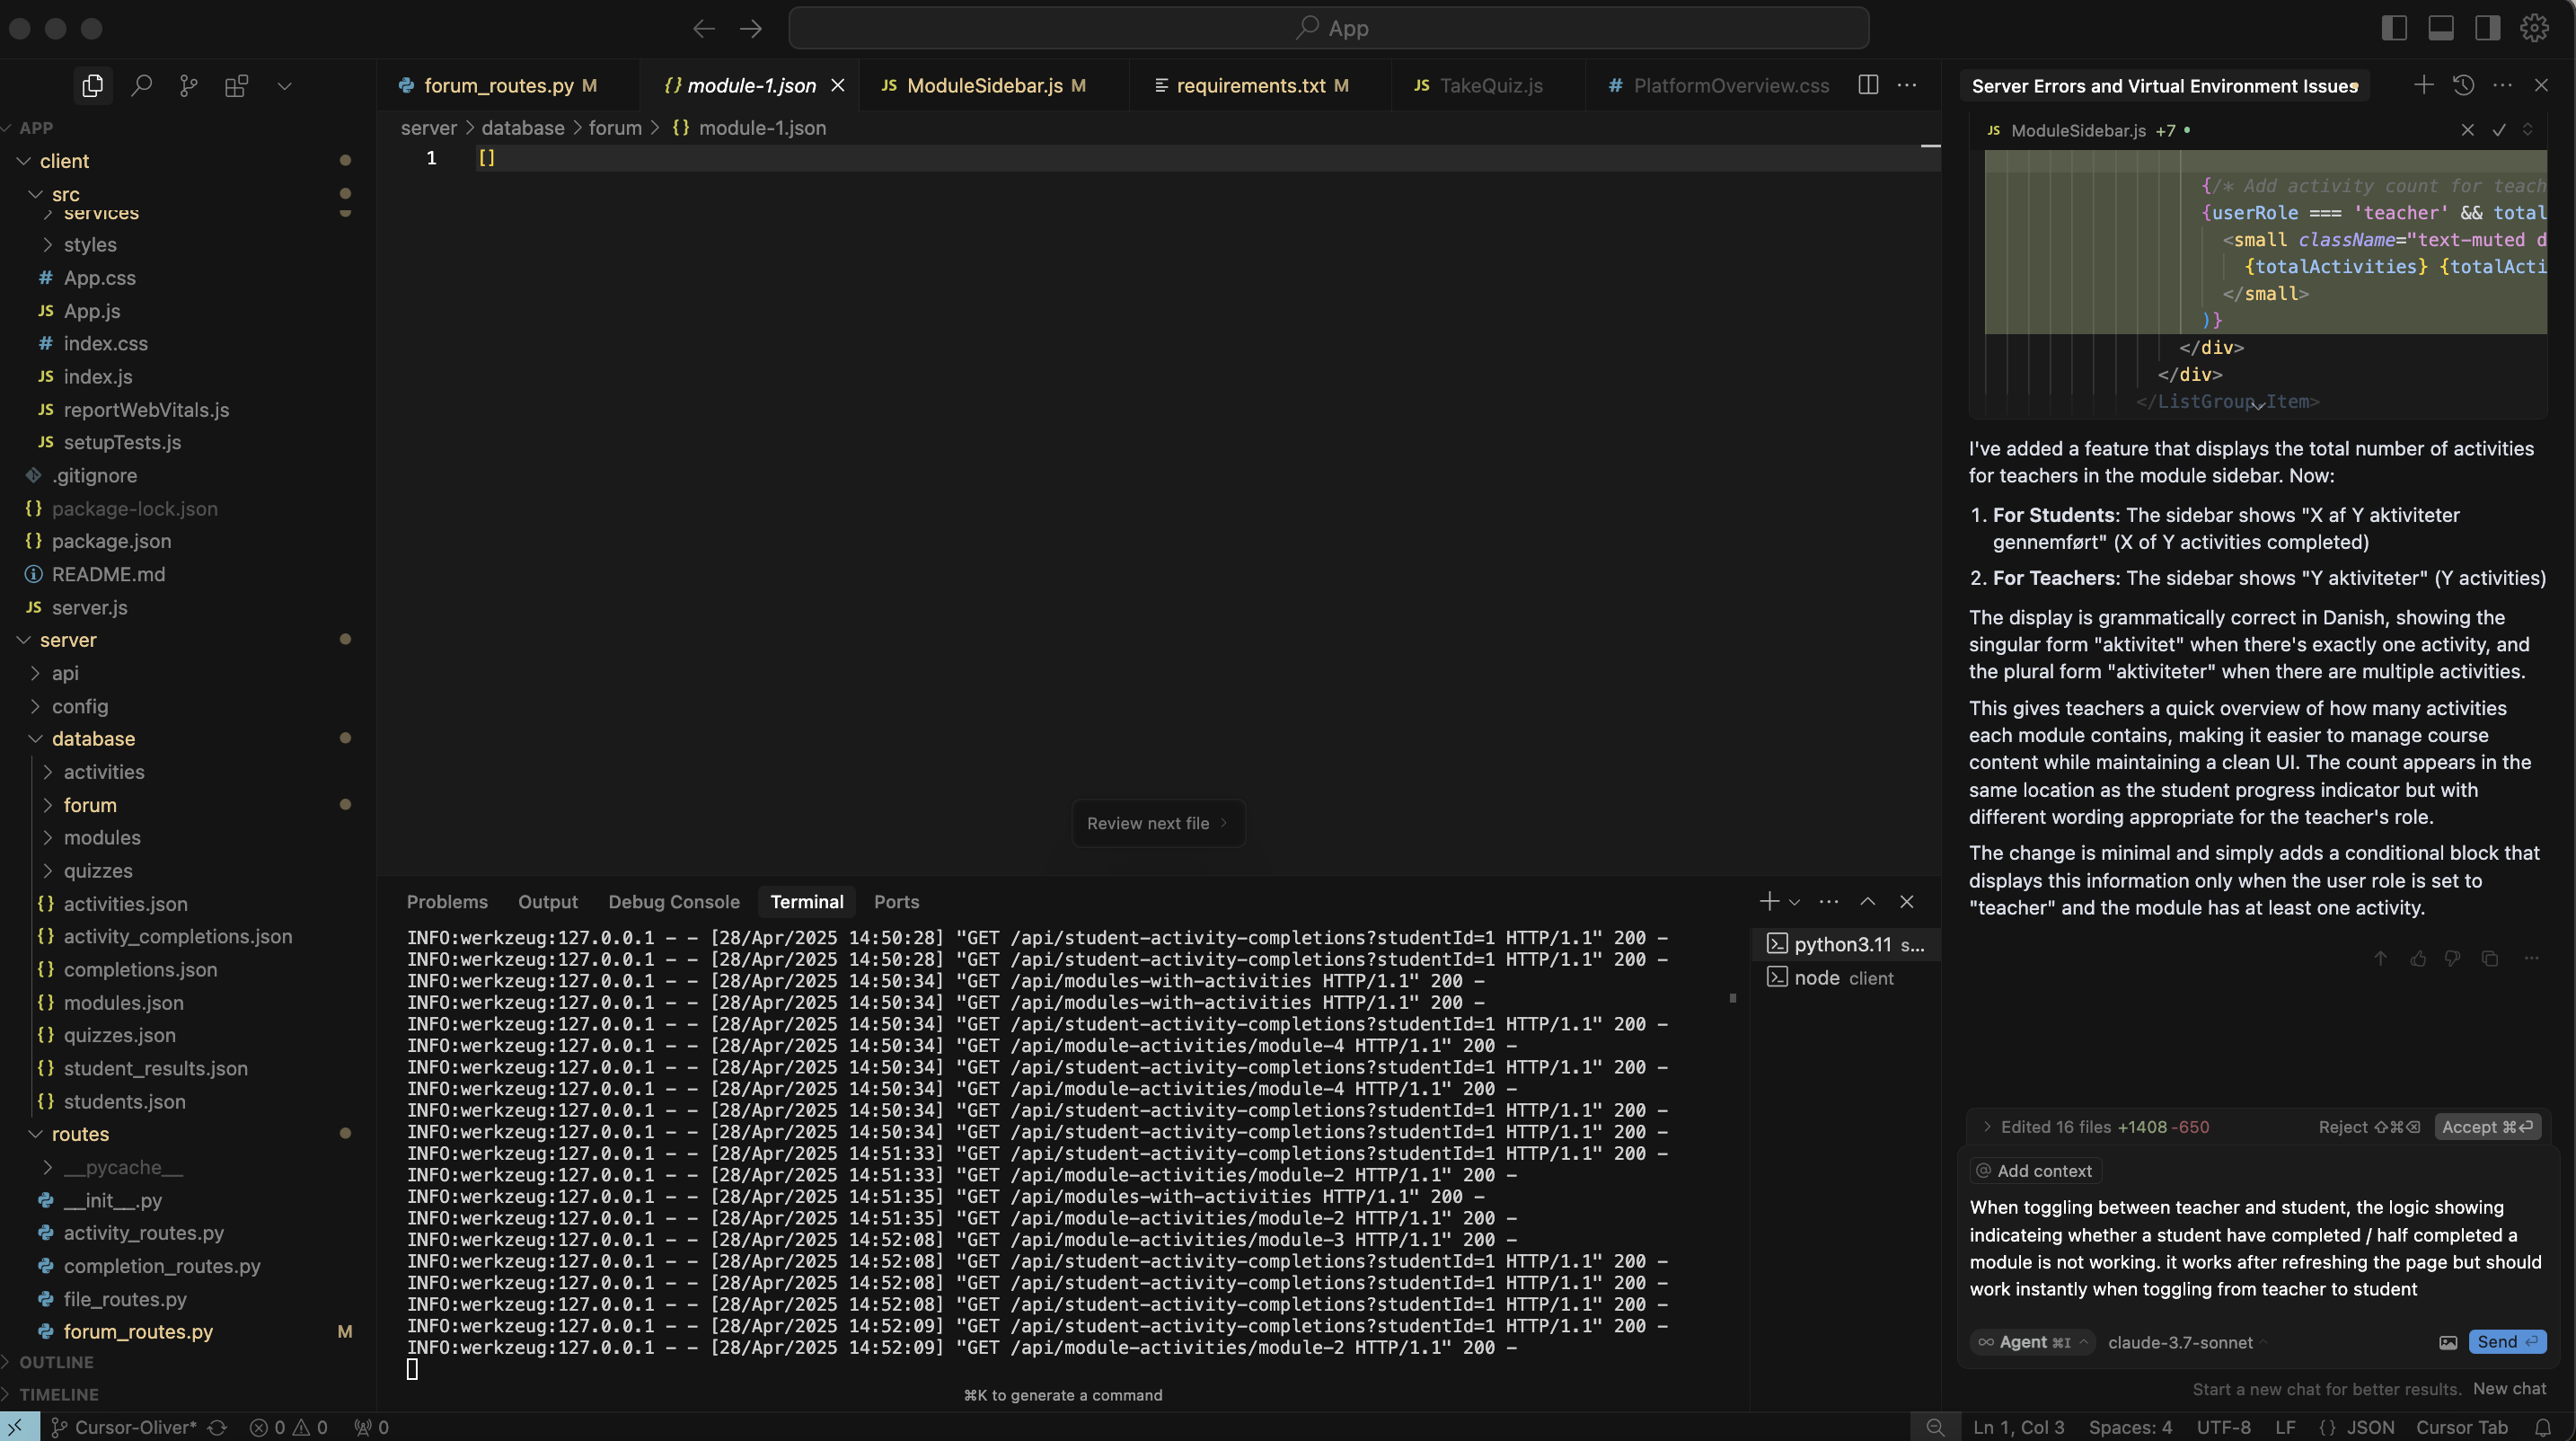 App
forum_routes.py M
{} module-1.json
JS ModuleSidebar.js M
requirements.txt M
JS TakeQuiz.js
# PlatformOverview.css
Server Errors and Virtual Environment Issues
APP
client
src
services
styles
# App.css
JS App.js
# index.css
JS index.js
JS reportWebVitals.js
JS setupTests.js
.gitignore
{} package-lock.json
{} package.json
README.md
JS server.js
server
api
config
database
activities
forum
modules
quizzes
{} activities.json
{} activity_completions.json
{} completions.json
{} modules.json
{} quizzes.json
{} student_results.json
{} students.json
routes
__pycache__
__init__.py
activity_routes.py
completion_routes.py
file_routes.py
forum_routes.py M
OUTLINE
TIMELINE
server > database > forum > {} module-1.json
1 []
Review next file >
Problems Output Debug Console Terminal Ports
INFO:werkzeug:127.0.0.1 - - [28/Apr/2025 14:50:28] "GET /api/student-activity-completions?studentId=1 HTTP/1.1" 200 -
INFO:werkzeug:127.0.0.1 - - [28/Apr/2025 14:50:28] "GET /api/student-activity-completions?studentId=1 HTTP/1.1" 200 -
INFO:werkzeug:127.0.0.1 - - [28/Apr/2025 14:50:34] "GET /api/modules-with-activities HTTP/1.1" 200 -
INFO:werkzeug:127.0.0.1 - - [28/Apr/2025 14:50:34] "GET /api/modules-with-activities HTTP/1.1" 200 -
INFO:werkzeug:127.0.0.1 - - [28/Apr/2025 14:50:34] "GET /api/student-activity-completions?studentId=1 HTTP/1.1" 200 -
INFO:werkzeug:127.0.0.1 - - [28/Apr/2025 14:50:34] "GET /api/module-activities/module-4 HTTP/1.1" 200 -
INFO:werkzeug:127.0.0.1 - - [28/Apr/2025 14:50:34] "GET /api/student-activity-completions?studentId=1 HTTP/1.1" 200 -
INFO:werkzeug:127.0.0.1 - - [28/Apr/2025 14:50:34] "GET /api/module-activities/module-4 HTTP/1.1" 200 -
INFO:werkzeug:127.0.0.1 - - [28/Apr/2025 14:50:34] "GET /api/student-activity-completions?studentId=1 HTTP/1.1" 200 -
INFO:werkzeug:127.0.0.1 - - [28/Apr/2025 14:50:34] "GET /api/student-activity-completions?studentId=1 HTTP/1.1" 200 -
INFO:werkzeug:127.0.0.1 - - [28/Apr/2025 14:51:33] "GET /api/student-activity-completions?studentId=1 HTTP/1.1" 200 -
INFO:werkzeug:127.0.0.1 - - [28/Apr/2025 14:51:33] "GET /api/module-activities/module-2 HTTP/1.1" 200 -
INFO:werkzeug:127.0.0.1 - - [28/Apr/2025 14:51:35] "GET /api/modules-with-activities HTTP/1.1" 200 -
INFO:werkzeug:127.0.0.1 - - [28/Apr/2025 14:51:35] "GET /api/module-activities/module-2 HTTP/1.1" 200 -
INFO:werkzeug:127.0.0.1 - - [28/Apr/2025 14:52:08] "GET /api/module-activities/module-3 HTTP/1.1" 200 -
INFO:werkzeug:127.0.0.1 - - [28/Apr/2025 14:52:08] "GET /api/student-activity-completions?studentId=1 HTTP/1.1" 200 -
INFO:werkzeug:127.0.0.1 - - [28/Apr/2025 14:52:08] "GET /api/student-activity-completions?studentId=1 HTTP/1.1" 200 -
INFO:werkzeug:127.0.0.1 - - [28/Apr/2025 14:52:08] "GET /api/student-activity-completions?studentId=1 HTTP/1.1" 200 -
INFO:werkzeug:127.0.0.1 - - [28/Apr/2025 14:52:09] "GET /api/student-activity-completions?studentId=1 HTTP/1.1" 200 -
INFO:werkzeug:127.0.0.1 - - [28/Apr/2025 14:52:09] "GET /api/module-activities/module-2 HTTP/1.1" 200 -
⌘K to generate a command
python3.11 s...
node client
JS ModuleSidebar.js +7
{/* Add activity count for teach
{userRole === 'teacher' && total
<small className="text-muted d
{totalActivities} {totalActi
</small>
)}
</div>
</div>
</ListGroup.Item>
I've added a feature that displays the total number of activities
for teachers in the module sidebar. Now:
1. For Students: The sidebar shows "X af Y aktiviteter
gennemført" (X of Y activities completed)
2. For Teachers: The sidebar shows "Y aktiviteter" (Y activities)
The display is grammatically correct in Danish, showing the
singular form "aktivitet" when there's exactly one activity, and
the plural form "aktiviteter" when there are multiple activities.
This gives teachers a quick overview of how many activities
each module contains, making it easier to manage course
content while maintaining a clean UI. The count appears in the
same location as the student progress indicator but with
different wording appropriate for the teacher's role.
The change is minimal and simply adds a conditional block that
displays this information only when the user role is set to
"teacher" and the module has at least one activity.
> Edited 16 files +1408 -650 Reject ⇧⌘⌫ Accept ⌘⏎
@ Add context
When toggling between teacher and student, the logic showing
indicateing whether a student have completed / half completed a
module is not working. it works after refreshing the page but should
work instantly when toggling from teacher to student
∞ Agent ⌘I claude-3.7-sonnet Send ⏎
Start a new chat for better results. New chat
Cursor-Oliver* 0 0 0
Ln 1, Col 3 Spaces: 4 UTF-8 LF {} JSON Cursor Tab